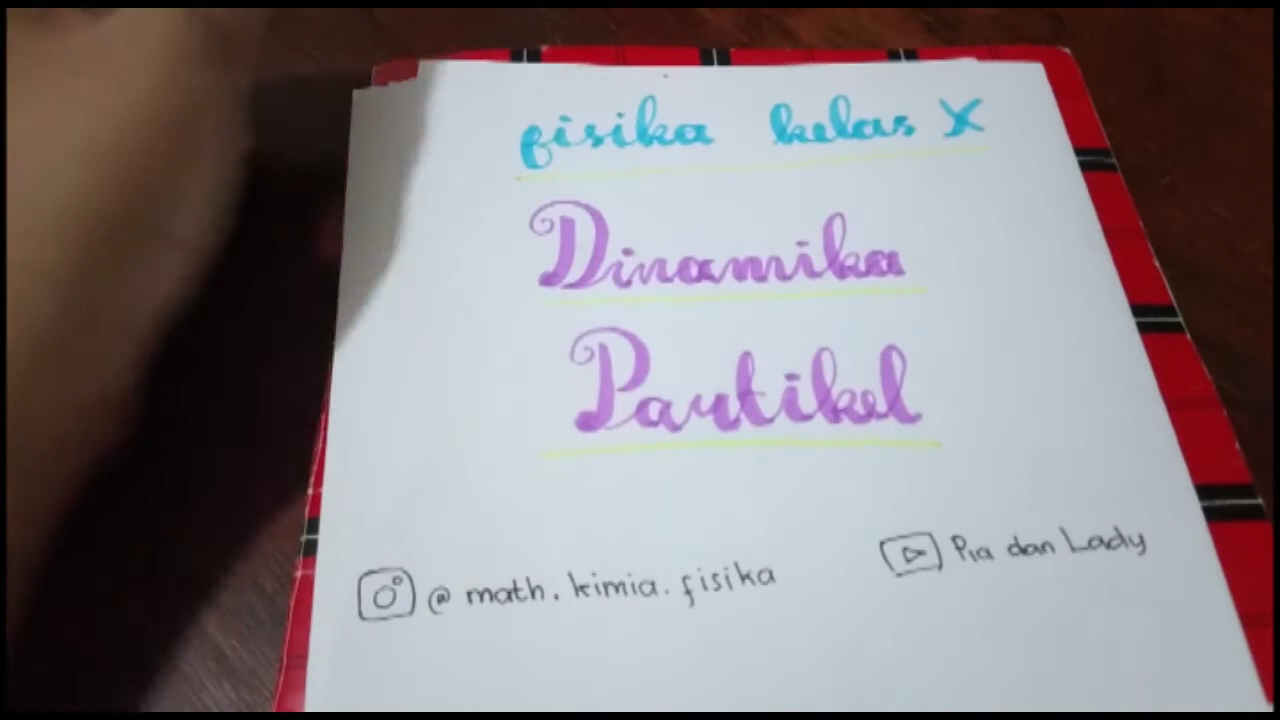 fisika kelas X
Dinamika
Partikel
@ math.kimia.fisika
Pia dan Lady